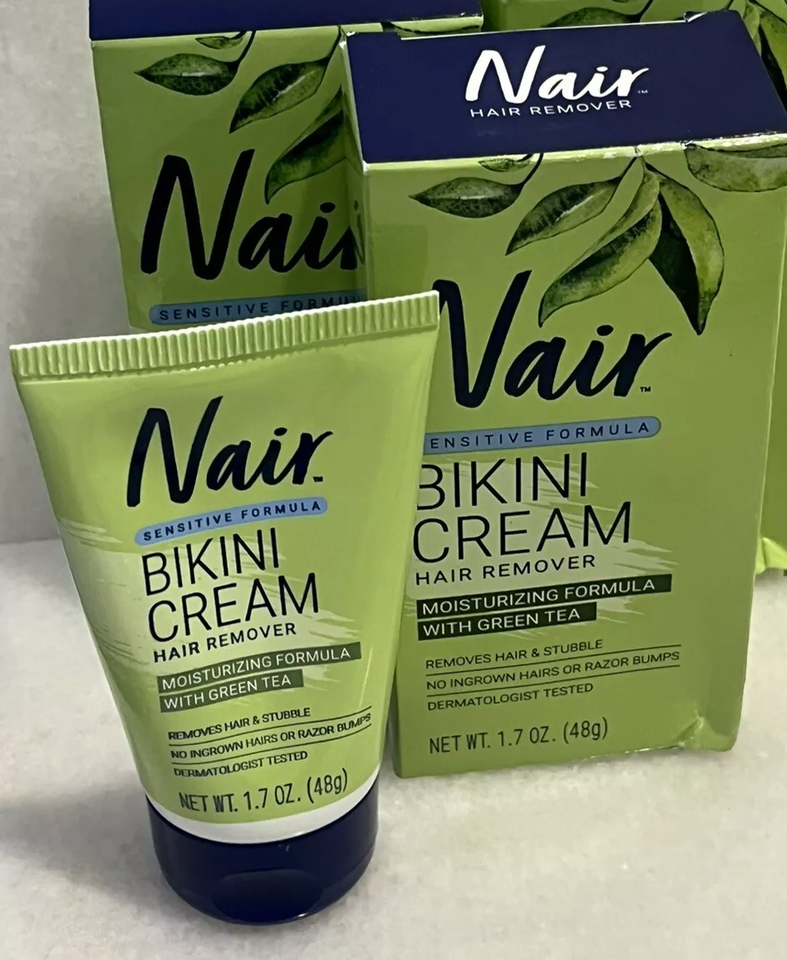 Nair™
HAIR REMOVER
Nair
SENSITIVE FORMULA
Nair™
SENSITIVE FORMULA
BIKINI
CREAM
HAIR REMOVER
MOISTURIZING FORMULA
WITH GREEN TEA
REMOVES HAIR & STUBBLE
NO INGROWN HAIRS OR RAZOR BUMPS
DERMATOLOGIST TESTED
NET WT. 1.7 OZ. (48g)
Nair™
SENSITIVE FORMULA
BIKINI
CREAM
HAIR REMOVER
MOISTURIZING FORMULA
WITH GREEN TEA
REMOVES HAIR & STUBBLE
NO INGROWN HAIRS OR RAZOR BUMPS
DERMATOLOGIST TESTED
NET WT. 1.7 OZ. (48g)